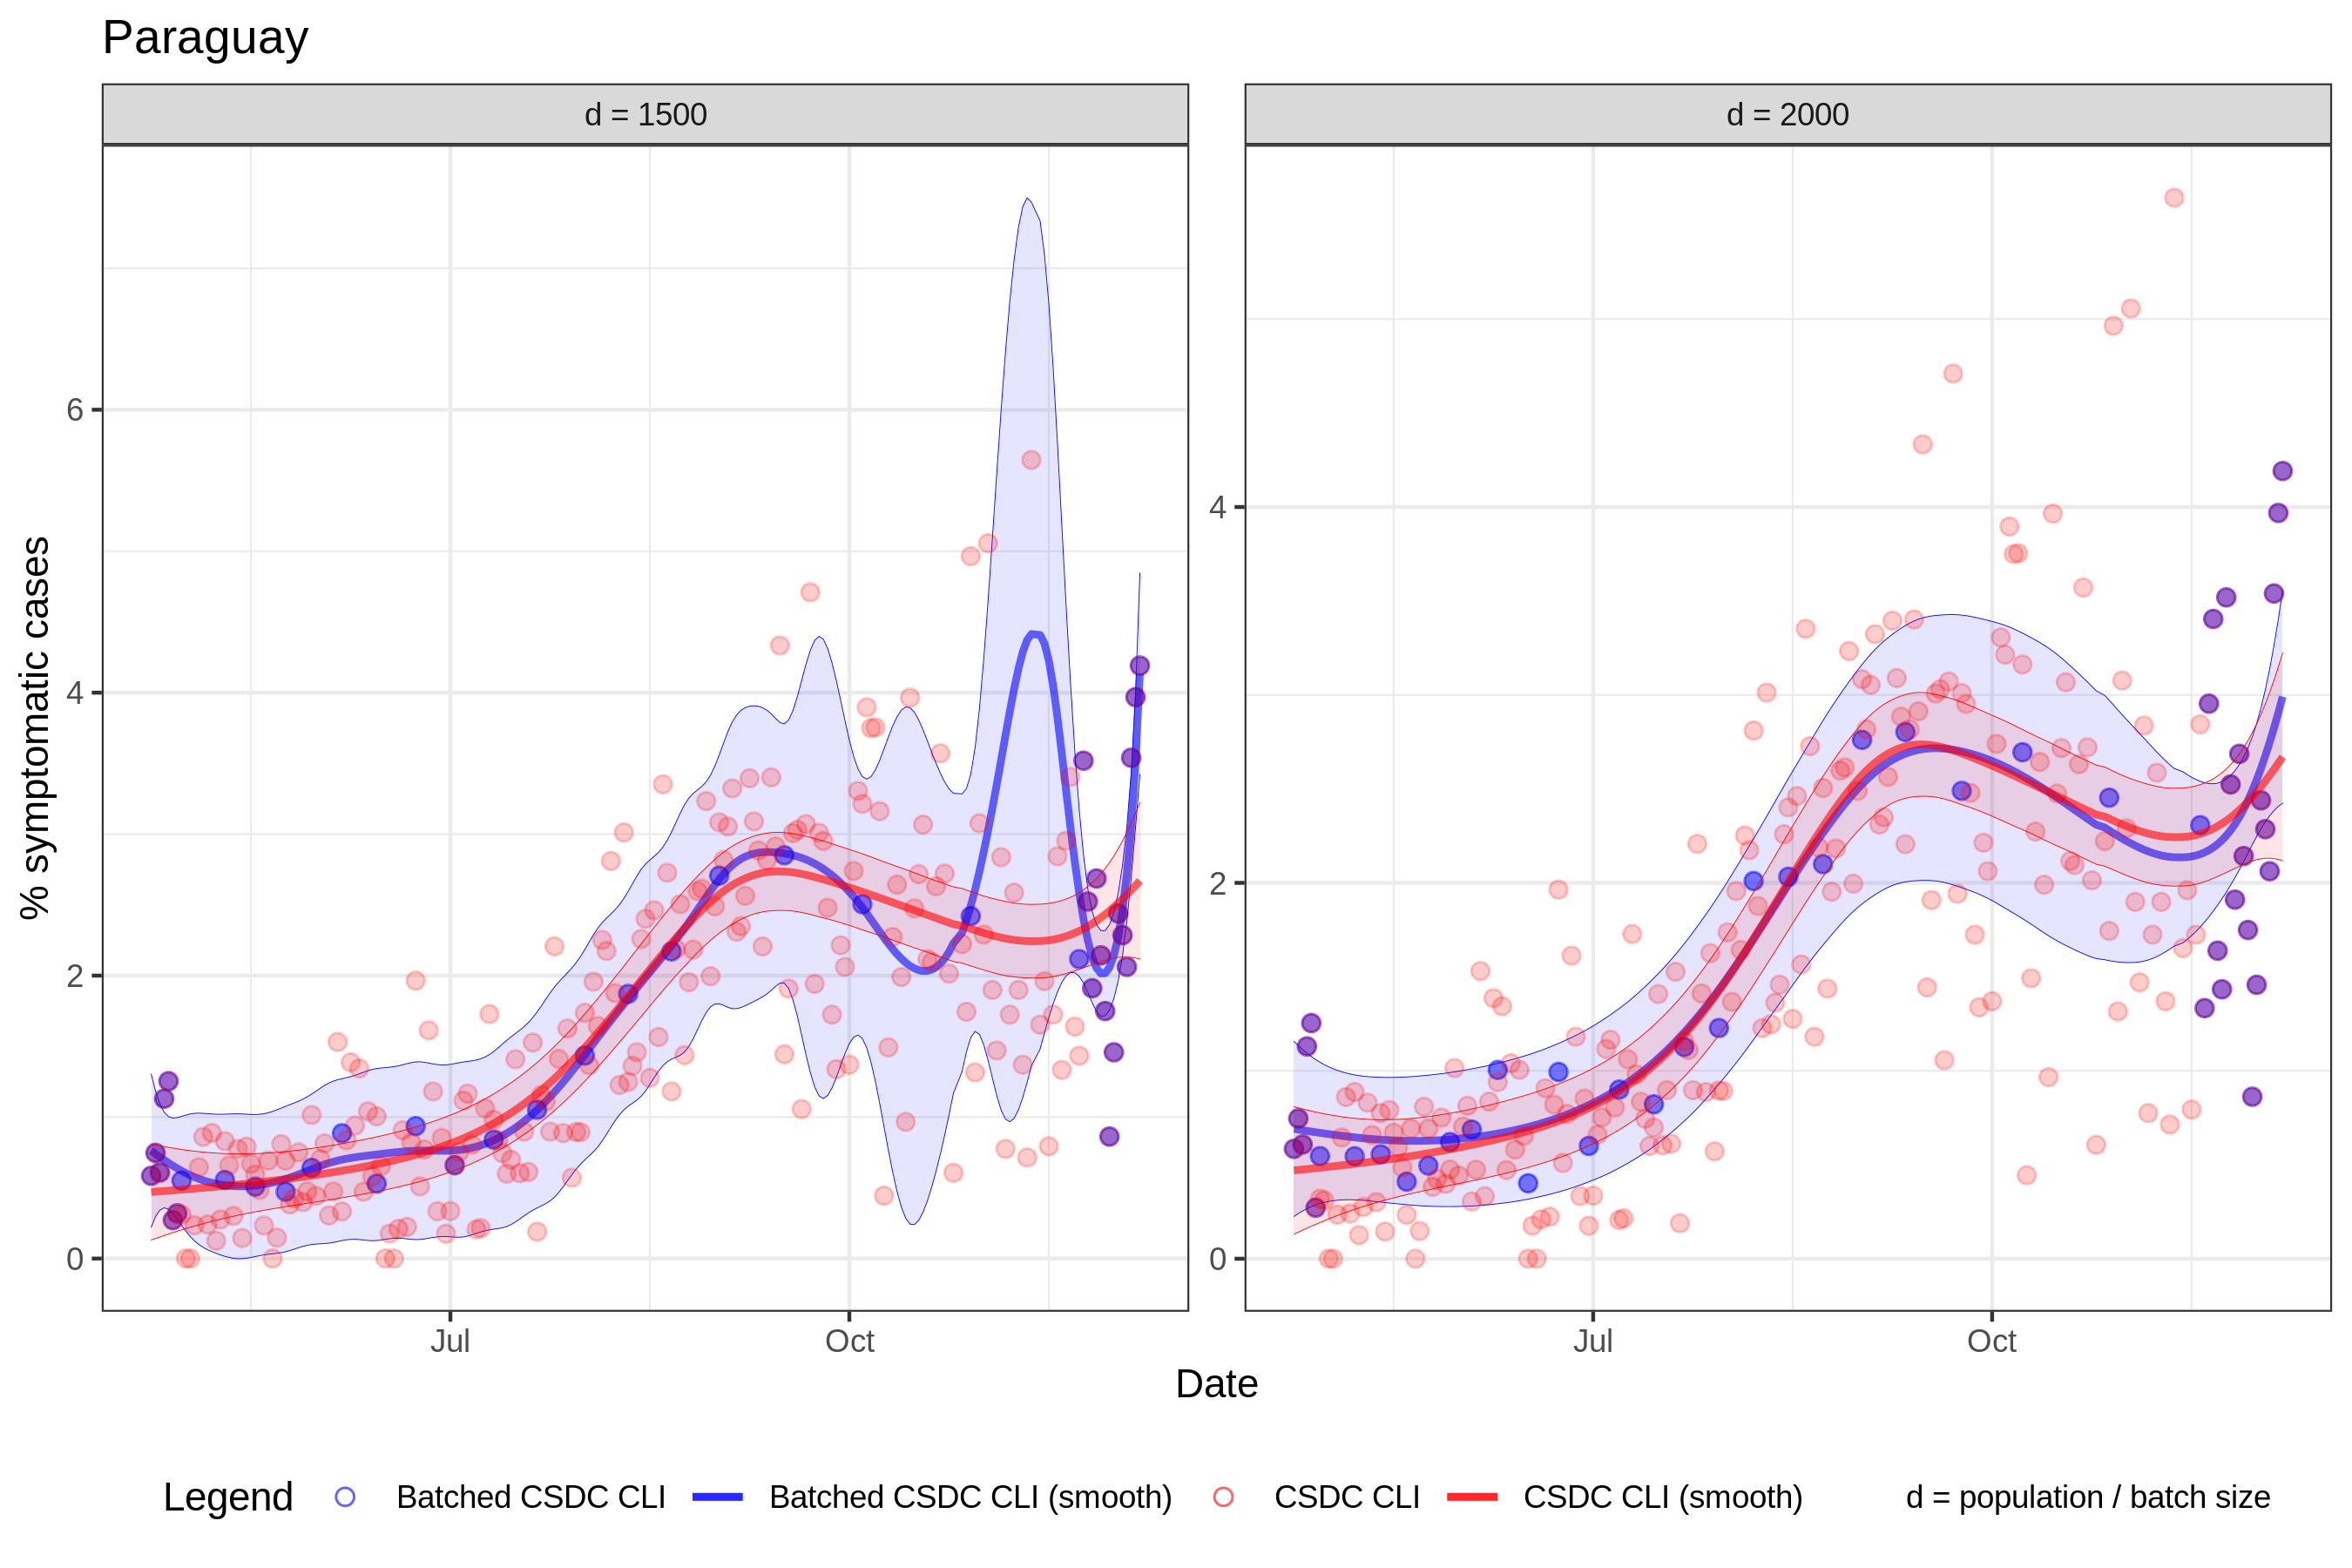 Paraguay
d = 1500
d = 2000
% symptomatic cases
6
4
2
0
4
2
0
Jul
Oct
Jul
Oct
Date
Legend
Batched CSDC CLI
Batched CSDC CLI (smooth)
CSDC CLI
CSDC CLI (smooth)
d = population / batch size